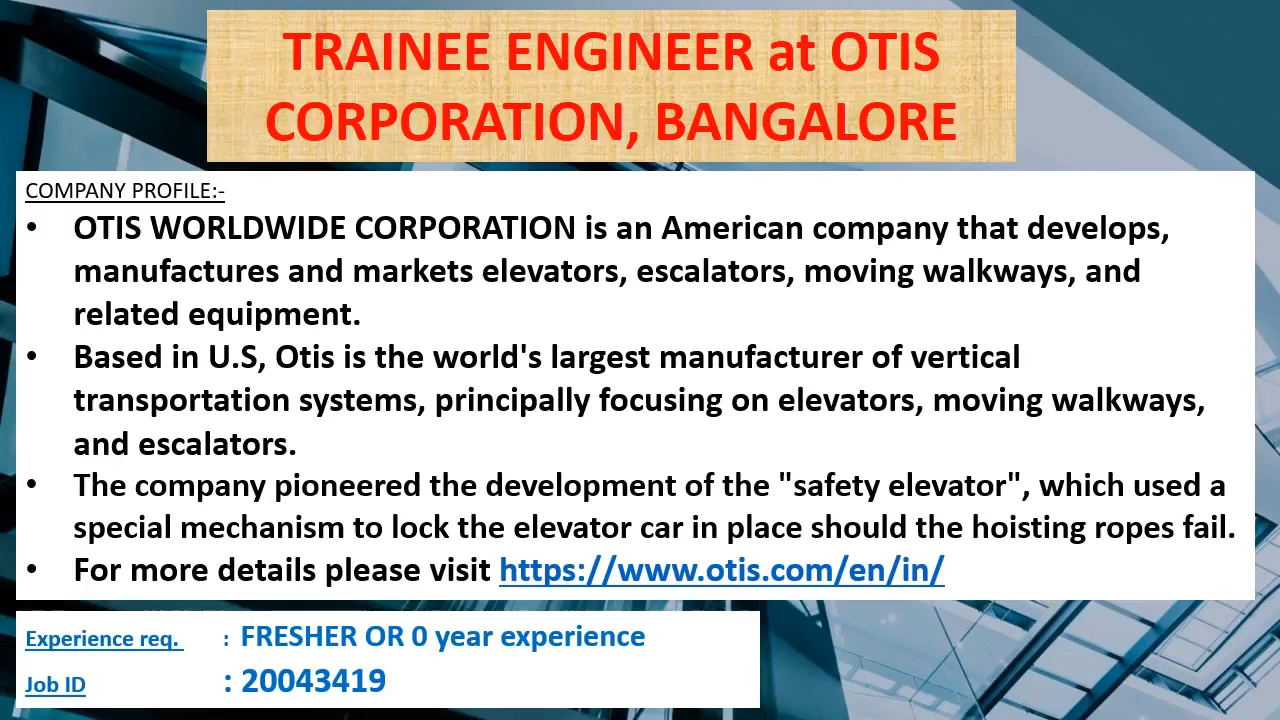 TRAINEE ENGINEER at OTIS
CORPORATION, BANGALORE
COMPANY PROFILE:-
• OTIS WORLDWIDE CORPORATION is an American company that develops,
manufactures and markets elevators, escalators, moving walkways, and
related equipment.
• Based in U.S, Otis is the world's largest manufacturer of vertical
transportation systems, principally focusing on elevators, moving walkways,
and escalators.
• The company pioneered the development of the "safety elevator", which used a
special mechanism to lock the elevator car in place should the hoisting ropes fail.
• For more details please visit https://www.otis.com/en/in/
Experience req. : FRESHER OR 0 year experience
Job ID : 20043419